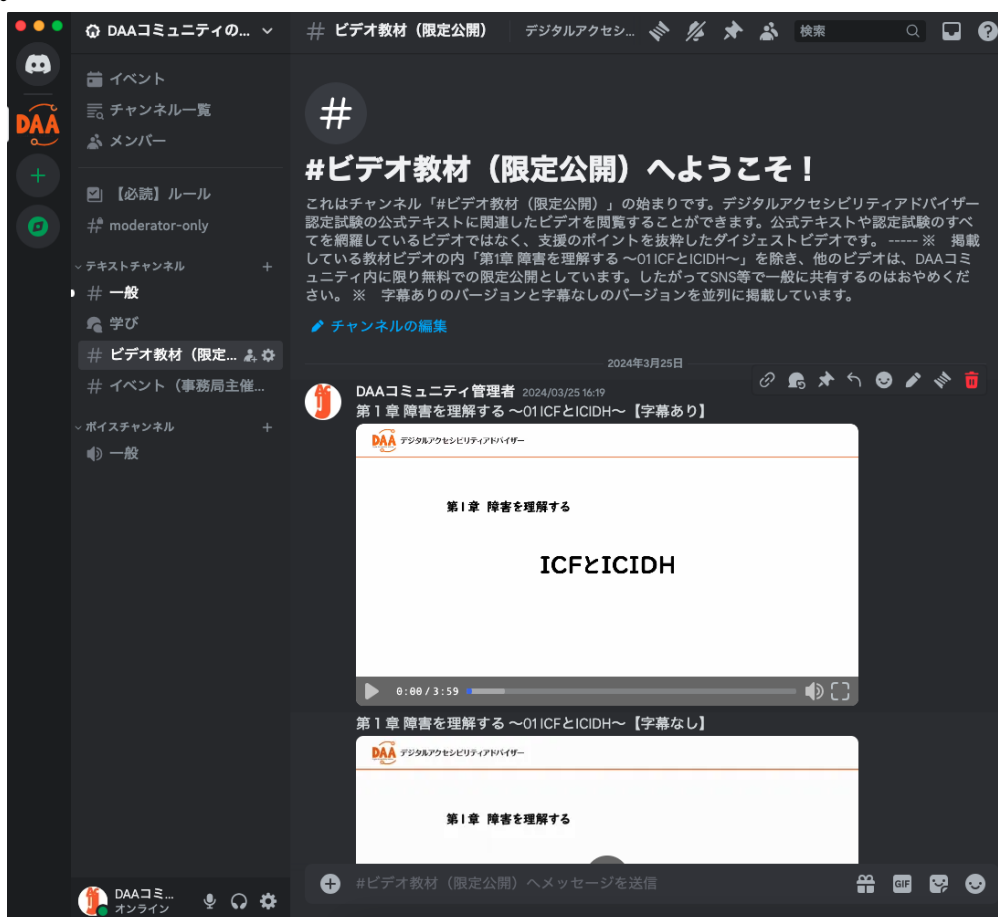 DAAコミュニティの...
# ビデオ教材（限定公開）
デジタルアクセシ...
検索
DAA
イベント
チャンネル一覧
メンバー
【必読】ルール
moderator-only
テキストチャンネル
# 一般
学び
# ビデオ教材（限定...
# イベント（事務局主催...
ボイスチャンネル
一般
#
#ビデオ教材（限定公開）へようこそ！
これはチャンネル「#ビデオ教材（限定公開）」の始まりです。デジタルアクセシビリティアドバイザー
認定試験の公式テキストに関連したビデオを閲覧することができます。公式テキストや認定試験のすべ
てを網羅しているビデオではなく、支援のポイントを抜粋したダイジェストビデオです。 ----- ※　掲載
している教材ビデオの内「第1章 障害を理解する 〜01 ICFとICIDH〜」を除き、他のビデオは、DAAコミ
ュニティ内に限り無料での限定公開としています。したがってSNS等で一般に共有するのはおやめくだ
さい。 ※　字幕ありのバージョンと字幕なしのバージョンを並列に掲載しています。
チャンネルの編集
2024年3月25日
DAAコミュニティ管理者 2024/03/25 16:19
第１章 障害を理解する 〜01 ICFとICIDH〜【字幕あり】
DAA デジタルアクセシビリティアドバイザー
第1章 障害を理解する
ICFとICIDH
0:00 / 3:59
第１章 障害を理解する 〜01 ICFとICIDH〜【字幕なし】
DAA デジタルアクセシビリティアドバイザー
第1章 障害を理解する
DAAコミ...
オンライン
#ビデオ教材（限定公開）へメッセージを送信
GIF